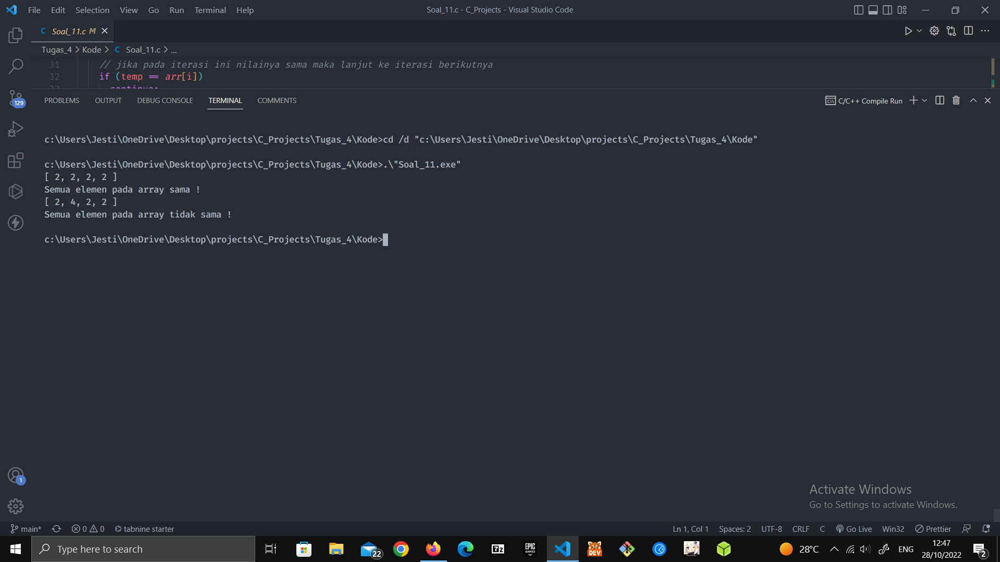 File Edit Selection View Go Run Terminal Help
Soal_11.c - C_Projects - Visual Studio Code
Soal_11.c M
Tugas_4 > Kode > C Soal_11.c > ...
31 // jika pada iterasi ini nilainya sama maka lanjut ke iterasi berikutnya
32 if (temp == arr[i])
33 continue;
PROBLEMS OUTPUT DEBUG CONSOLE TERMINAL COMMENTS
C/C++ Compile Run
c:\Users\Jesti\OneDrive\Desktop\projects\C_Projects\Tugas_4\Kode>cd /d "c:\Users\Jesti\OneDrive\Desktop\projects\C_Projects\Tugas_4\Kode"
c:\Users\Jesti\OneDrive\Desktop\projects\C_Projects\Tugas_4\Kode>.\"Soal_11.exe"
[ 2, 2, 2, 2 ]
Semua elemen pada array sama !
[ 2, 4, 2, 2 ]
Semua elemen pada array tidak sama !
c:\Users\Jesti\OneDrive\Desktop\projects\C_Projects\Tugas_4\Kode>
129
1
Activate Windows
Go to Settings to activate Windows.
main* 0 0 tabnine starter
Ln 1, Col 1 Spaces: 2 UTF-8 CRLF C Go Live Win32 Prettier
Type here to search
22
7z
EPIC GAMES
DEV
28°C
ENG
12:47
28/10/2022
2